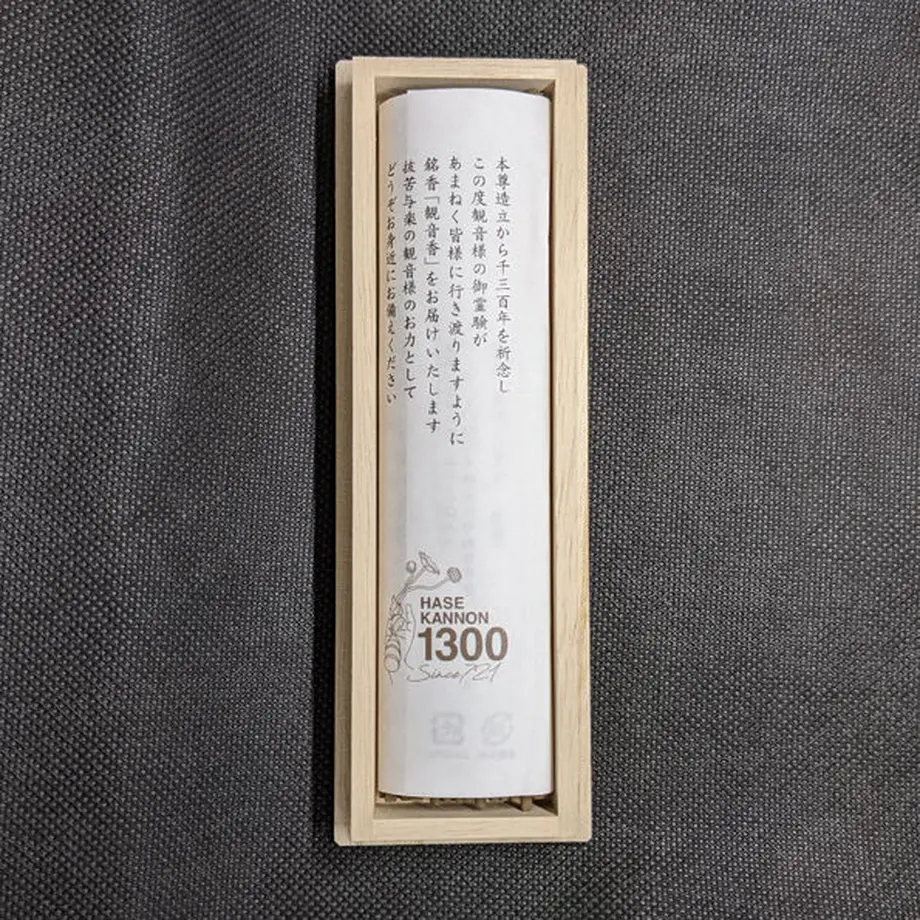 本尊造立から千三百年を祈念し
この度観音様の御霊験が
あまねく皆様に行き渡りますように
銘香「観音香」をお届けいたします
抜苦与楽の観音様のお力として
どうぞお身近にお備えください
HASE
KANNON
1300
Since 721